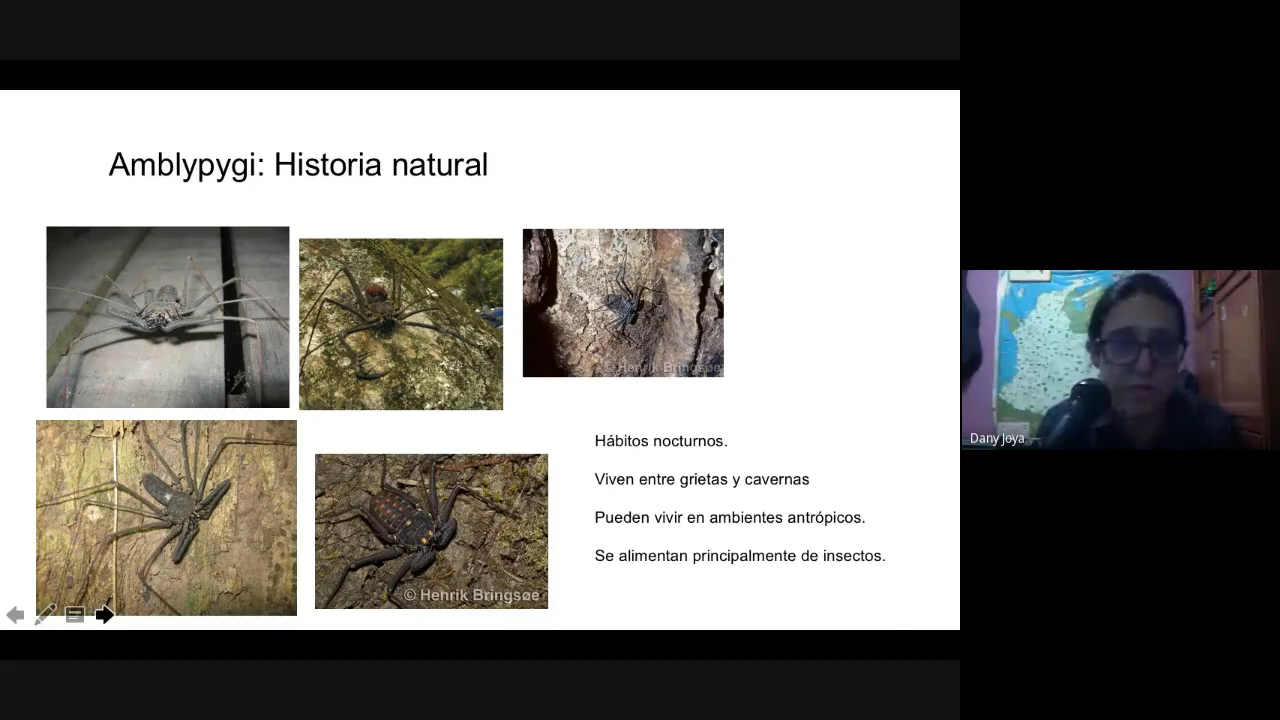 Amblypygi: Historia natural
© Henrik Bringsøe
Hábitos nocturnos.
Viven entre grietas y cavernas
Pueden vivir en ambientes antrópicos.
Se alimentan principalmente de insectos.
© Henrik Bringsøe
Dany Joya